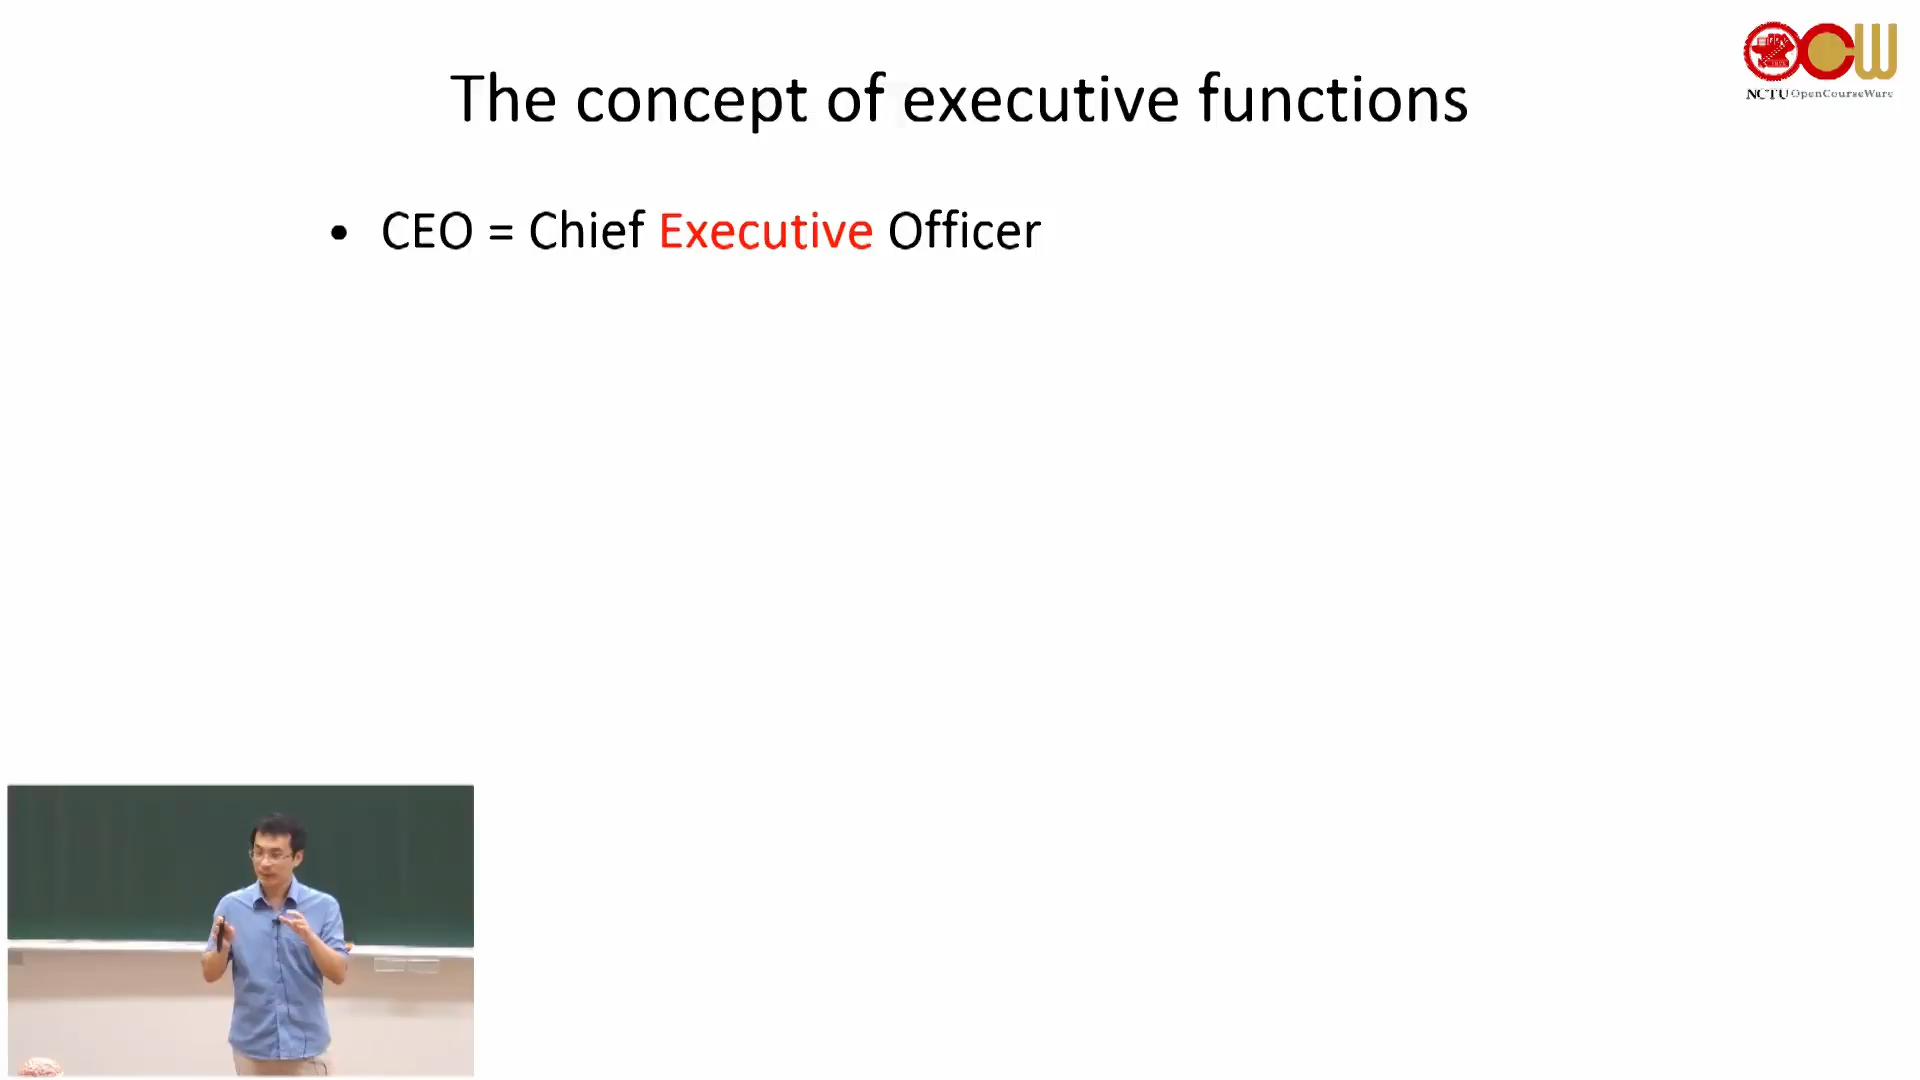 The concept of executive functions
NCTU OpenCourseWare
• CEO = Chief Executive Officer